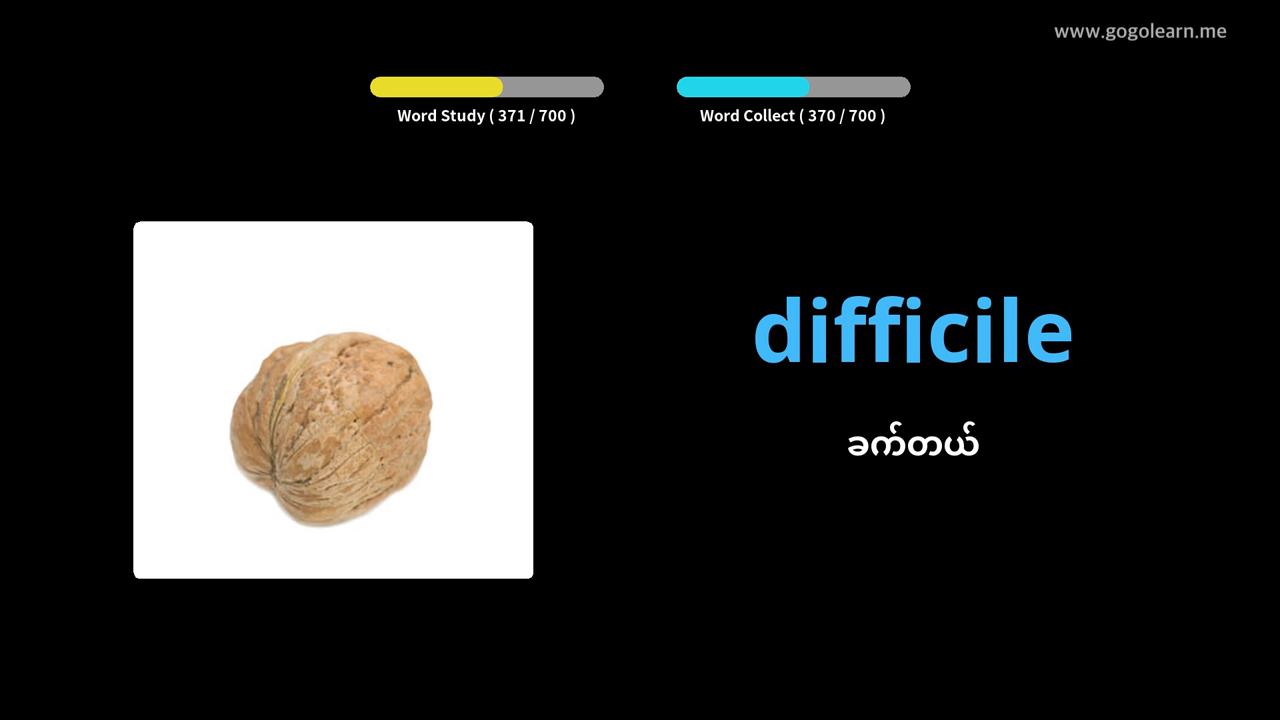 www.gogolearn.me
Word Study ( 371 / 700 )
Word Collect ( 370 / 700 )
difficile
ခက်တယ်